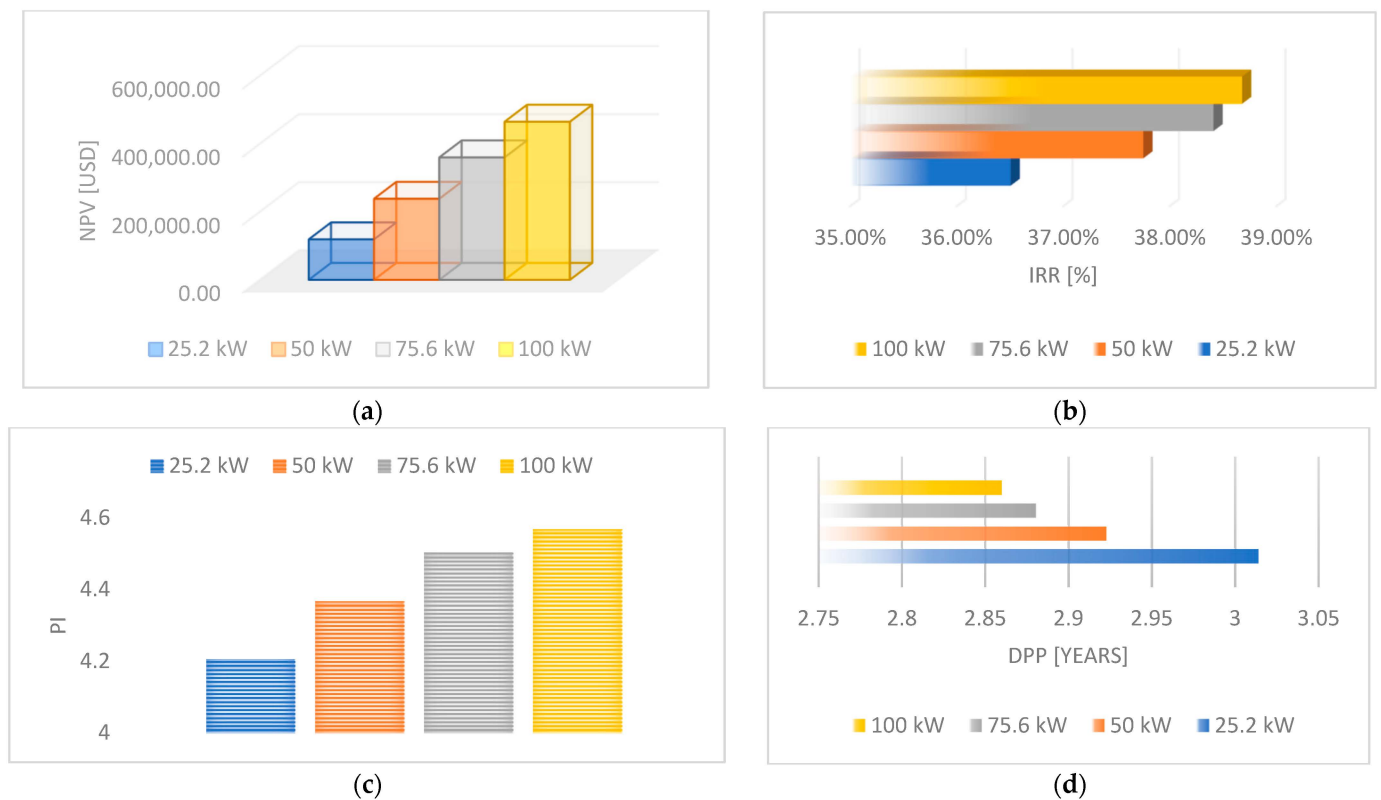 600,000.00
400,000.00
200,000.00
0.00
NPV [USD]
25.2 kW 50 kW 75.6 kW 100 kW
(a)
35.00% 36.00% 37.00% 38.00% 39.00%
IRR [%]
100 kW 75.6 kW 50 kW 25.2 kW
(b)
25.2 kW 50 kW 75.6 kW 100 kW
4.6
4.4
4.2
4
PI
(c)
2.75 2.8 2.85 2.9 2.95 3 3.05
DPP [YEARS]
100 kW 75.6 kW 50 kW 25.2 kW
(d)